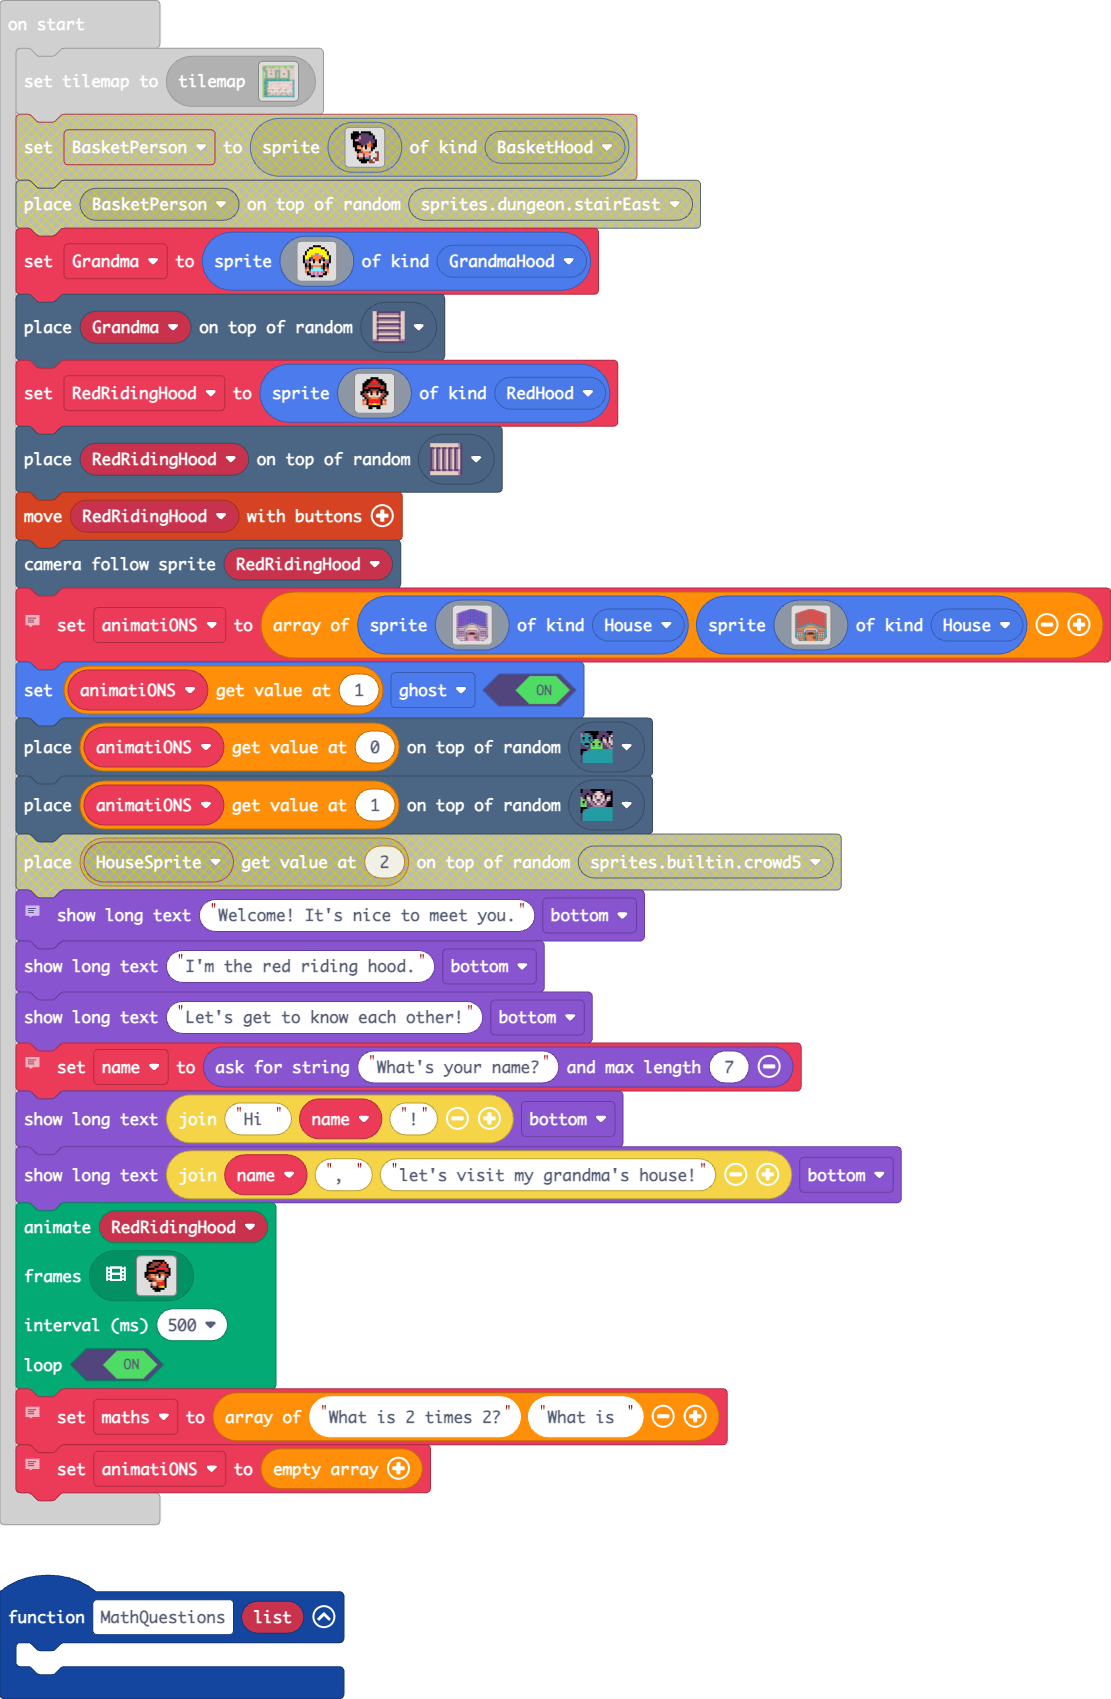 on start
set tilemap to tilemap
set BasketPerson to sprite of kind BasketHood
place BasketPerson on top of random sprites.dungeon.stairEast
set Grandma to sprite of kind GrandmaHood
place Grandma on top of random
set RedRidingHood to sprite of kind RedHood
place RedRidingHood on top of random
move RedRidingHood with buttons
camera follow sprite RedRidingHood
set animatiONS to array of sprite of kind House sprite of kind House
set animatiONS get value at 1 ghost ON
place animatiONS get value at 0 on top of random
place animatiONS get value at 1 on top of random
place HouseSprite get value at 2 on top of random sprites.builtin.crowd5
show long text "Welcome! It's nice to meet you." bottom
show long text "I'm the red riding hood." bottom
show long text "Let's get to know each other!" bottom
set name to ask for string "What's your name?" and max length 7
show long text join "Hi " name "!" bottom
show long text join name ", " "let's visit my grandma's house!" bottom
animate RedRidingHood
frames
interval (ms) 500
loop ON
set maths to array of "What is 2 times 2?" "What is "
set animatiONS to empty array
function MathQuestions list